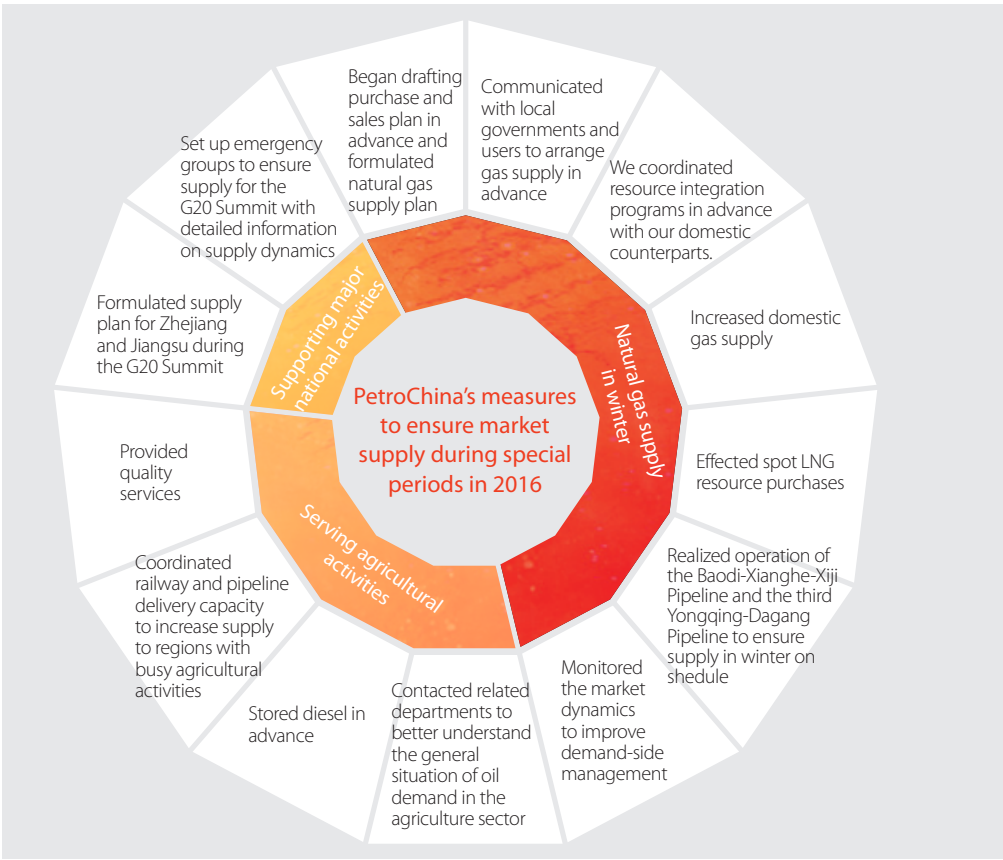 PetroChina’s measures
to ensure market
supply during special
periods in 2016
Natural gas supply
in winter
Began drafting
purchase and
sales plan in
advance and
formulated
natural gas
supply plan
Communicated
with local
governments and
users to arrange
gas supply in
advance
We coordinated
resource integration
programs in advance
with our domestic
counterparts.
Increased domestic
gas supply
Effected spot LNG
resource purchases
Realized operation of
the Baodi-Xianghe-Xiji
Pipeline and the third
Yongqing-Dagang
Pipeline to ensure
supply in winter on
shedule
Monitored
the market
dynamics
to improve
demand-side
management
Serving agricultural
activities
Contacted related
departments to
better understand
the general
situation of oil
demand in the
agriculture sector
Stored diesel in
advance
Coordinated
railway and pipeline
delivery capacity
to increase supply
to regions with
busy agricultural
activities
Provided
quality
services
Supporting major
national activities
Formulated supply
plan for Zhejiang
and Jiangsu during
the G20 Summit
Set up emergency
groups to ensure
supply for the
G20 Summit with
detailed information
on supply dynamics